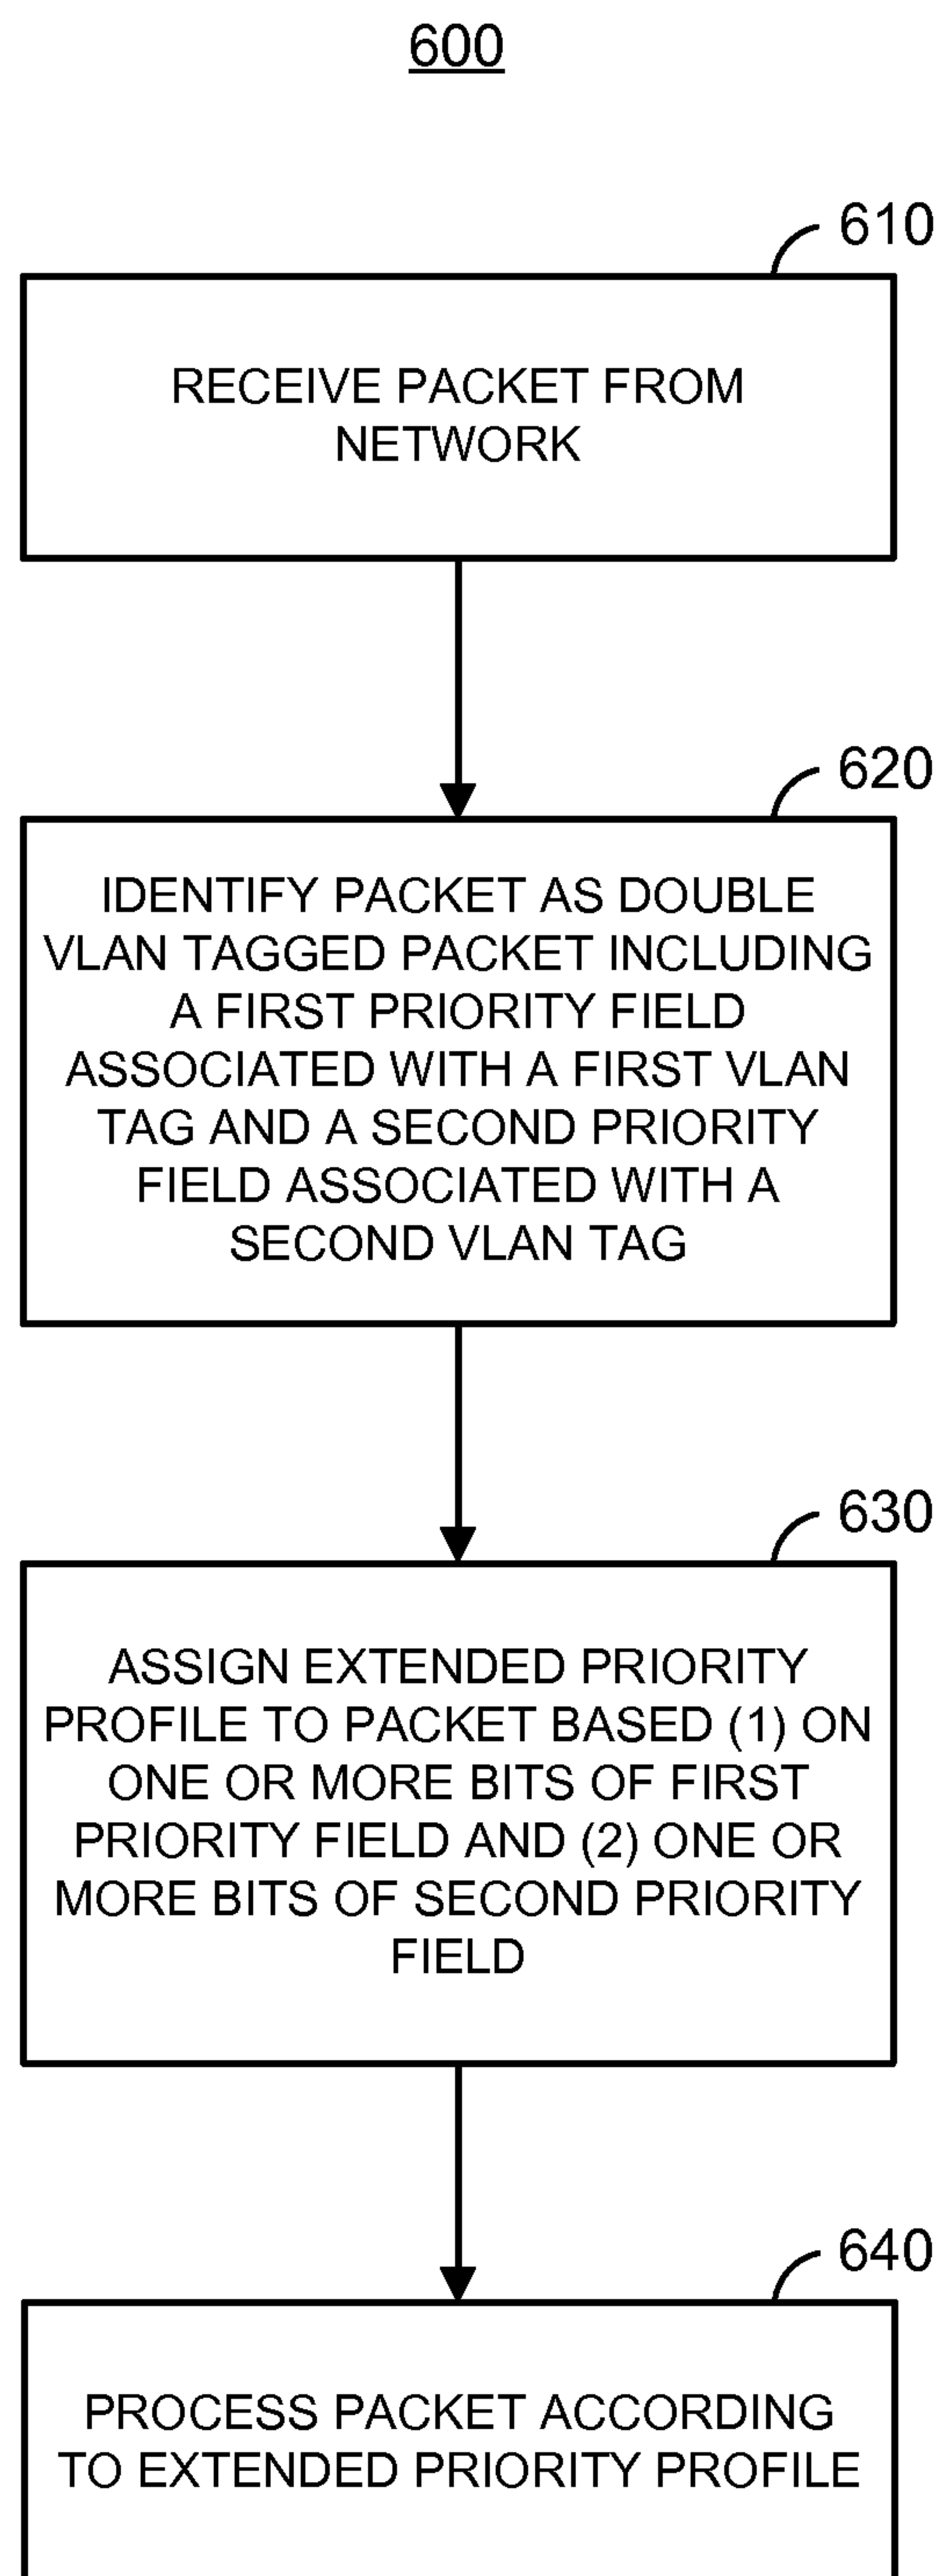 600
610
RECEIVE PACKET FROM
NETWORK
620
IDENTIFY PACKET AS DOUBLE
VLAN TAGGED PACKET INCLUDING
A FIRST PRIORITY FIELD
ASSOCIATED WITH A FIRST VLAN
TAG AND A SECOND PRIORITY
FIELD ASSOCIATED WITH A
SECOND VLAN TAG
630
ASSIGN EXTENDED PRIORITY
PROFILE TO PACKET BASED (1) ON
ONE OR MORE BITS OF FIRST
PRIORITY FIELD AND (2) ONE OR
MORE BITS OF SECOND PRIORITY
FIELD
640
PROCESS PACKET ACCORDING
TO EXTENDED PRIORITY PROFILE